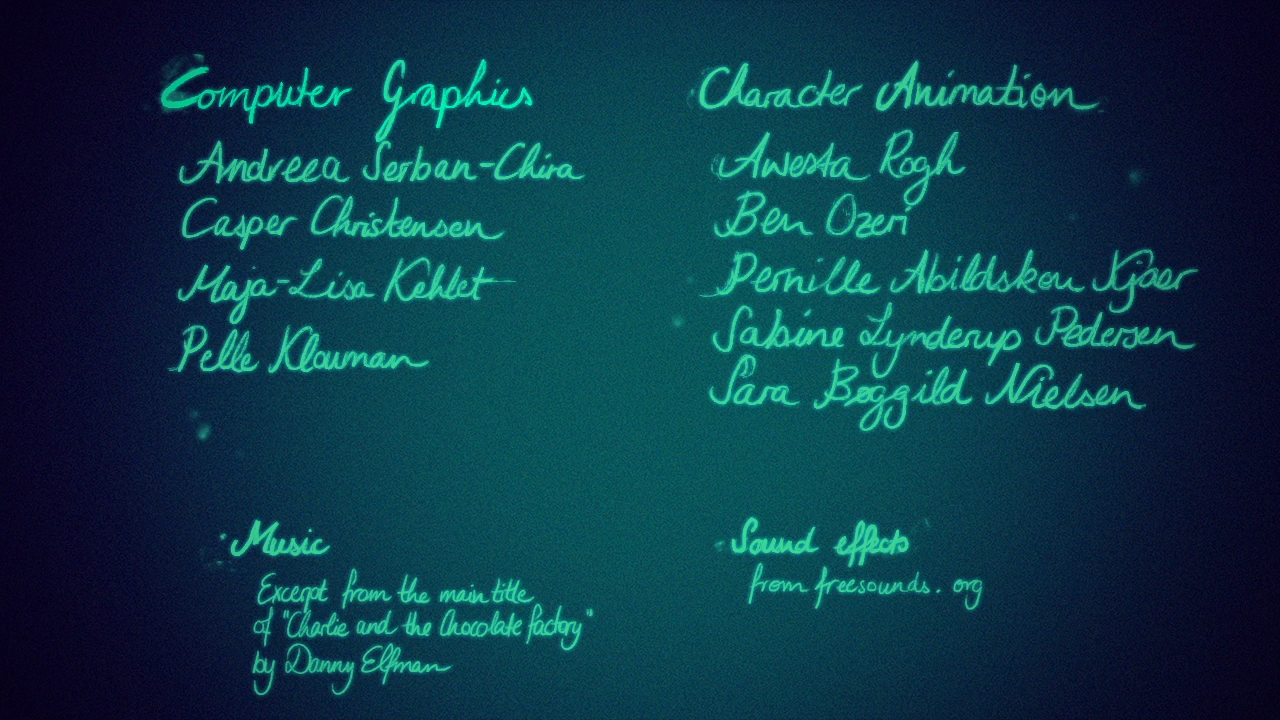 Computer Graphics
Andreea Serban-Chira
Casper Christensen
Maja-Lisa Kehlet
Pelle Klouman
Character Animation
Awesta Rogh
Ben Ozeri
Pernille Abildskou Kjaer
Sabine Lynderup Pedersen
Sara Bøggild Nielsen
Music
Excerpt from the main title
of "Charlie and the Chocolate factory"
by Danny Elfman
Sound effects
from freesounds.org